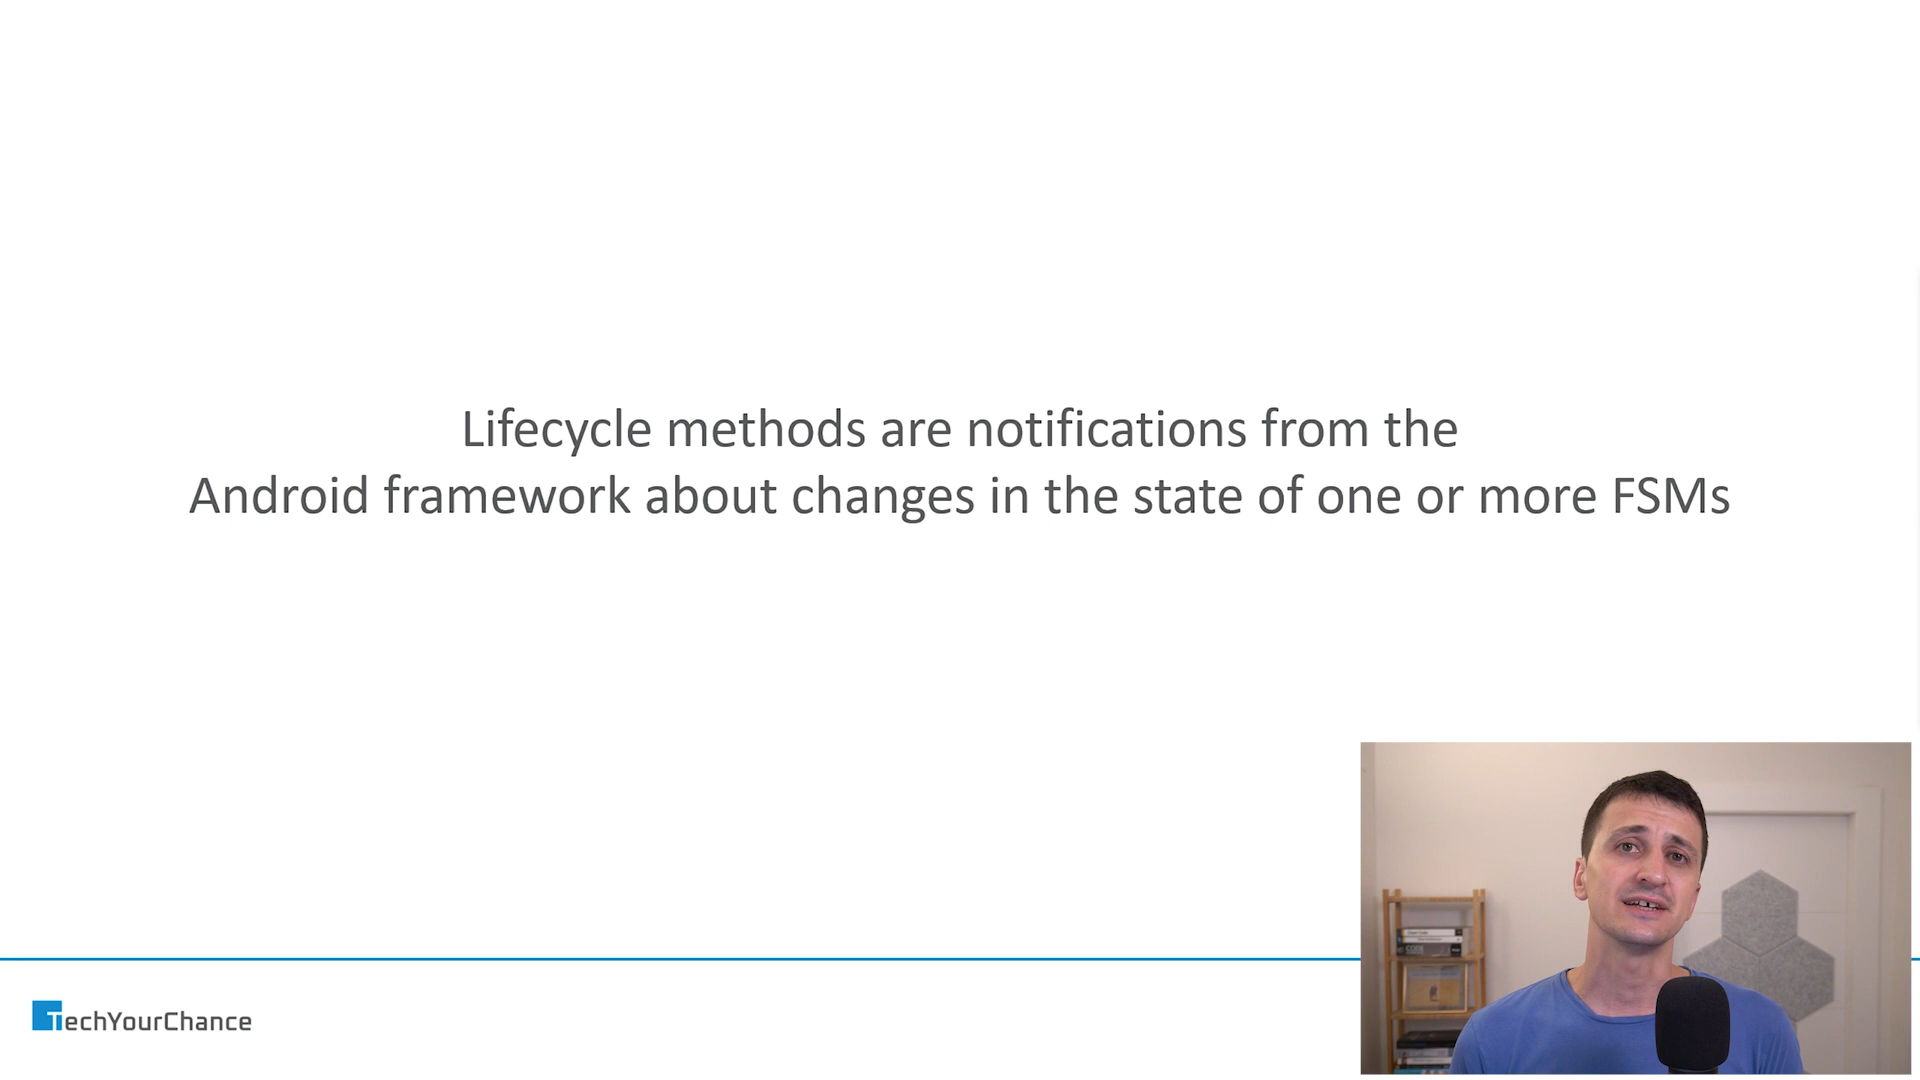 Lifecycle methods are notifications from the
Android framework about changes in the state of one or more FSMs
TechYourChance
CODE